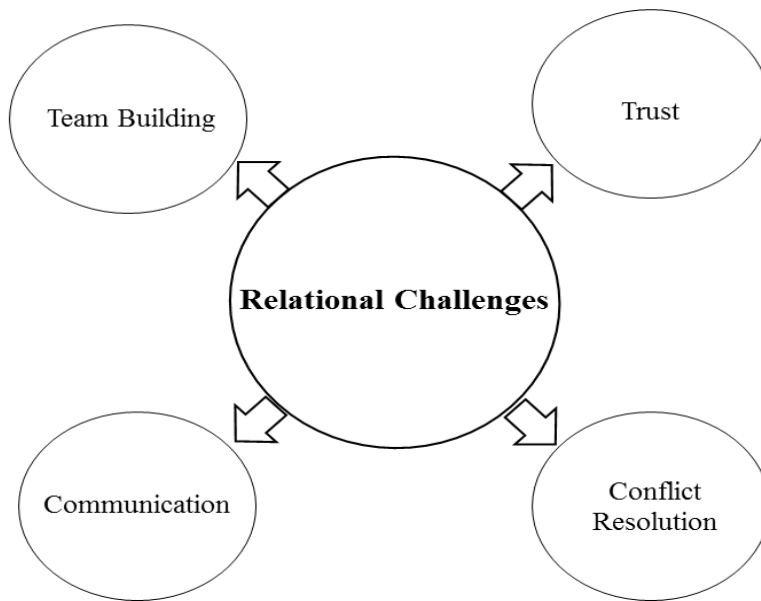 Team Building
Trust
Relational Challenges
Communication
Conflict
Resolution